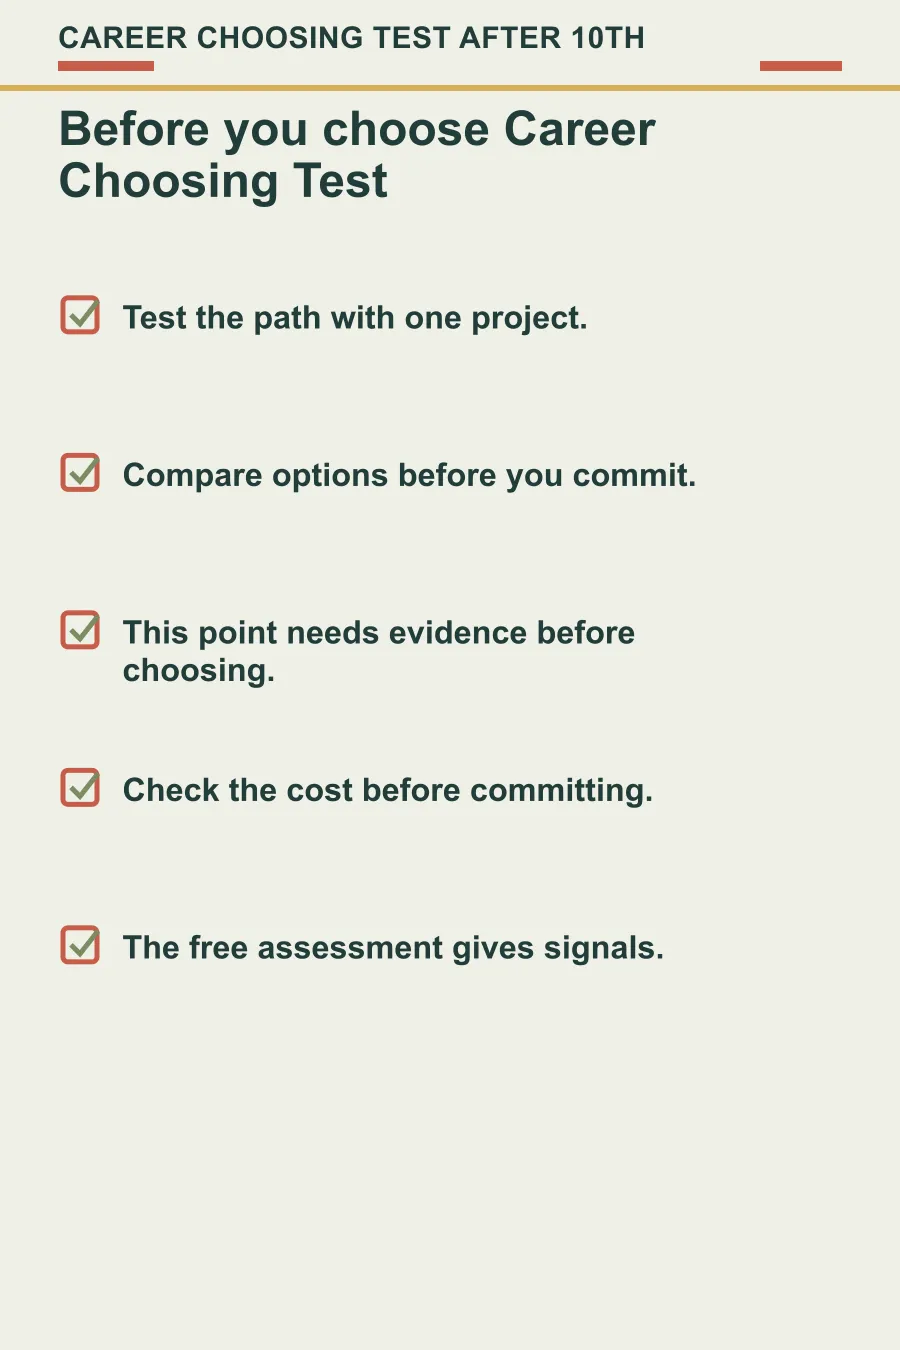 CAREER CHOOSING TEST AFTER 10TH
Before you choose Career
Choosing Test
Test the path with one project.
Compare options before you commit.
This point needs evidence before
choosing.
Check the cost before committing.
The free assessment gives signals.